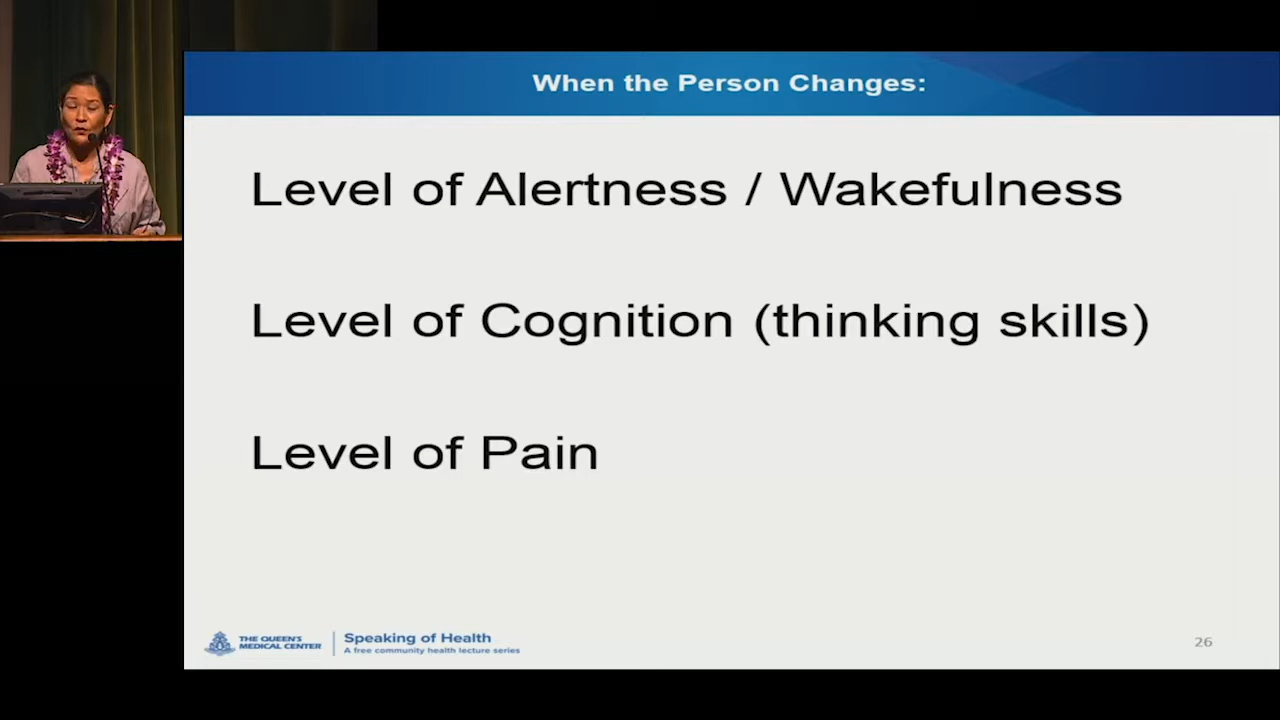 When the Person Changes:
Level of Alertness / Wakefulness
Level of Cognition (thinking skills)
Level of Pain
THE QUEEN'S
MEDICAL CENTER
Speaking of Health
A free community health lecture series
26